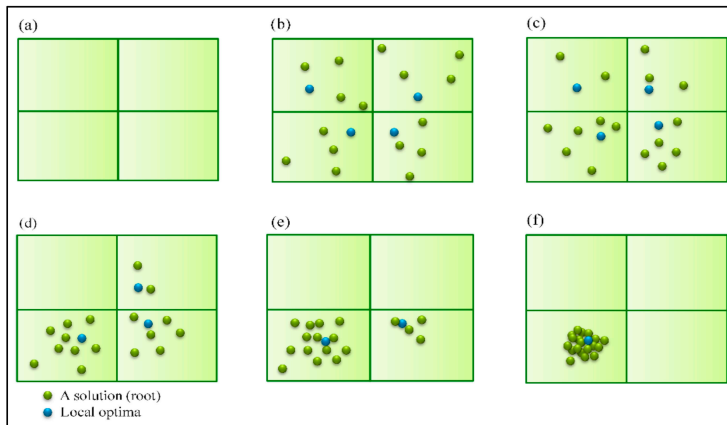 (a)
(b)
(c)
(d)
(e)
(f)
A solution (root)
Local optima